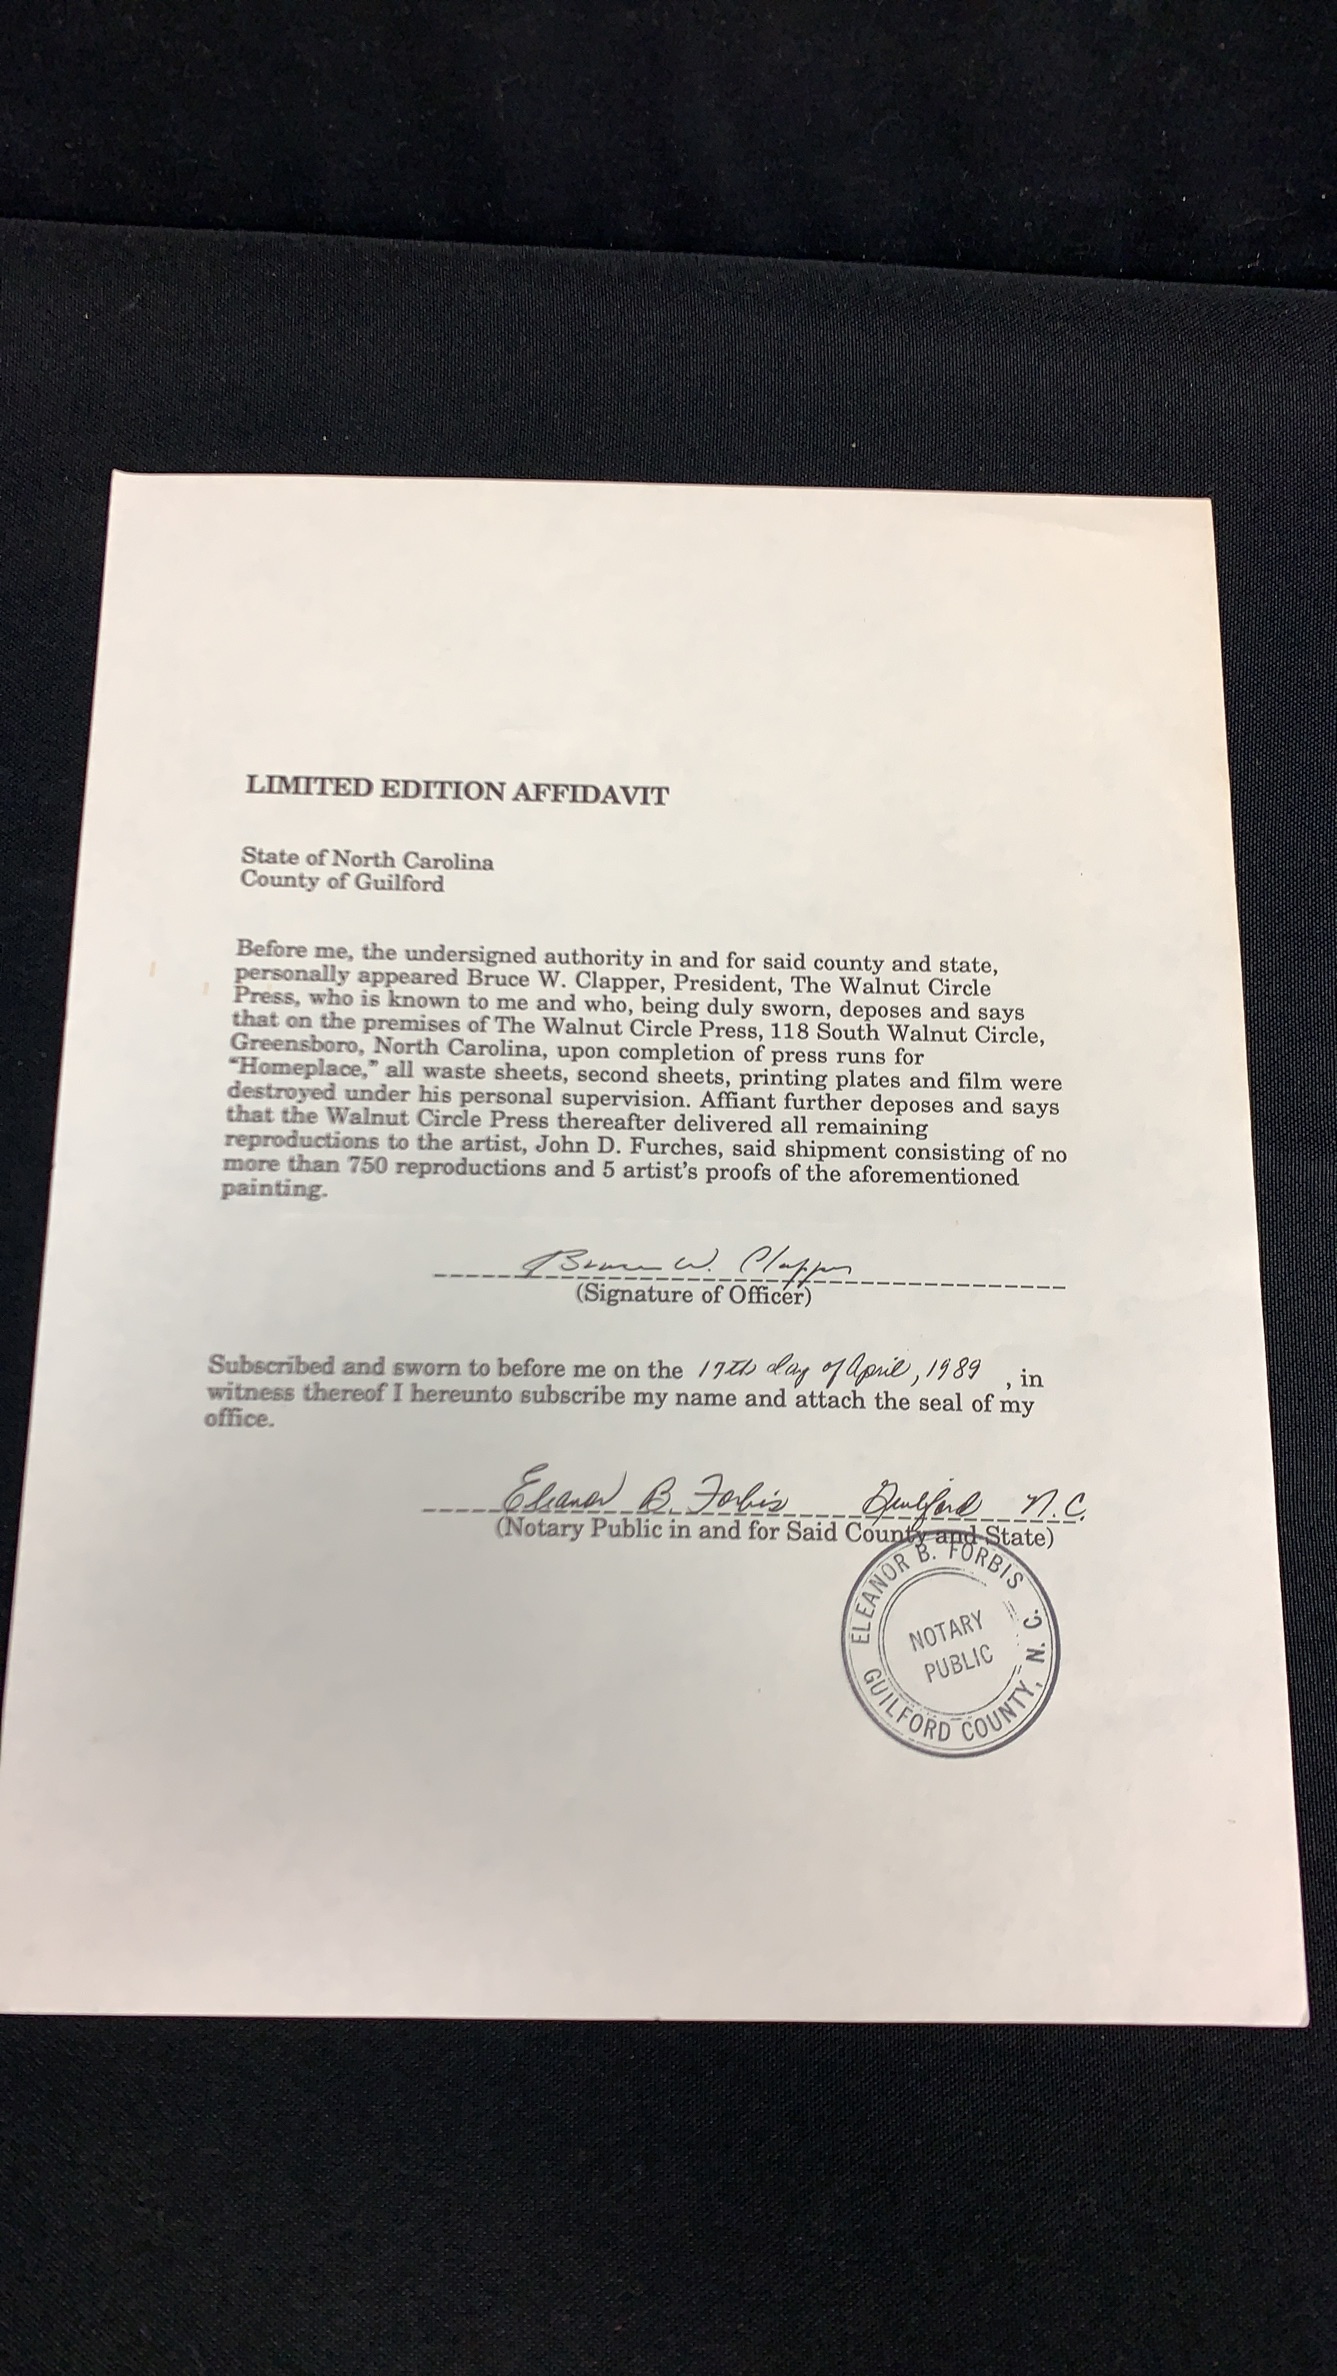 LIMITED EDITION AFFIDAVIT
State of North Carolina
County of Guilford
Before me, the undersigned authority in and for said county and state,
personally appeared Bruce W. Clapper, President, The Walnut Circle
Press, who is known to me and who, being duly sworn, deposes and says
that on the premises of The Walnut Circle Press, 118 South Walnut Circle,
Greensboro, North Carolina, upon completion of press runs for
“Homeplace,” all waste sheets, second sheets, printing plates and film were
destroyed under his personal supervision. Affiant further deposes and says
that the Walnut Circle Press thereafter delivered all remaining
reproductions to the artist, John D. Furches, said shipment consisting of no
more than 750 reproductions and 5 artist’s proofs of the aforementioned
painting.
Bruce W. Clapper
(Signature of Officer)
Subscribed and sworn to before me on the 17th day of April, 1989, in
witness thereof I hereunto subscribe my name and attach the seal of my
office.
Eleanor B. Forbis Guilford N.C.
(Notary Public in and for Said County and State)
ELEANOR B. FORBIS
NOTARY
PUBLIC
GUILFORD COUNTY, N. C.